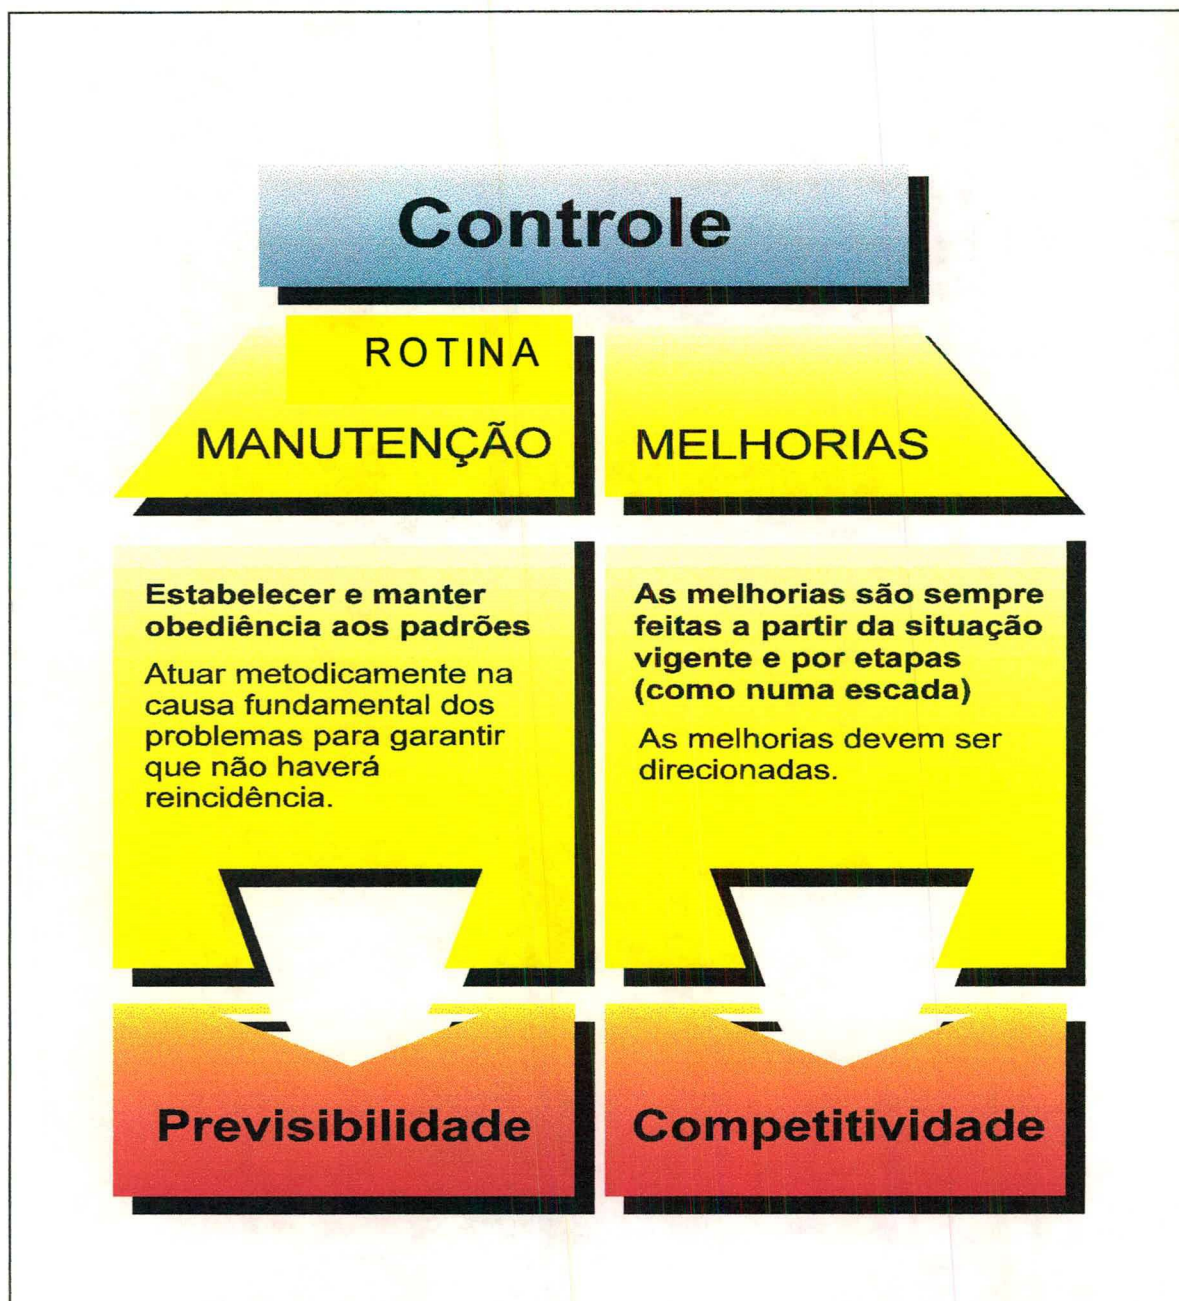 Controle
ROTINA
MANUTENÇÃO
Estabelecer e manter
obediência aos padrões
Atuar metodicamente na
causa fundamental dos
problemas para garantir
que não haverá
reincidência.
Previsibilidade
MELHORIAS
As melhorias são sempre
feitas a partir da situação
vigente e por etapas
(como numa escada)
As melhorias devem ser
direcionadas.
Competitividade